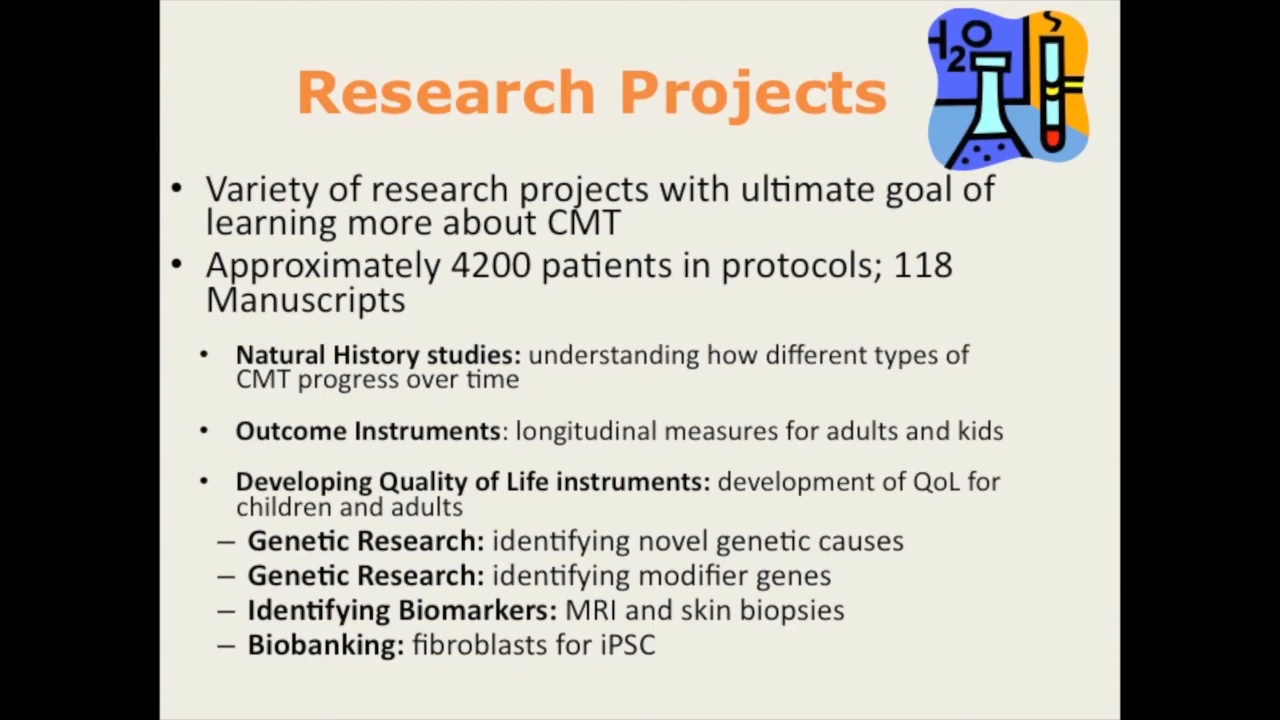 H2O
Research Projects
• Variety of research projects with ultimate goal of
learning more about CMT
• Approximately 4200 patients in protocols; 118
Manuscripts
• Natural History studies: understanding how different types of
CMT progress over time
• Outcome Instruments: longitudinal measures for adults and kids
• Developing Quality of Life instruments: development of QoL for
children and adults
– Genetic Research: identifying novel genetic causes
– Genetic Research: identifying modifier genes
– Identifying Biomarkers: MRI and skin biopsies
– Biobanking: fibroblasts for iPSC